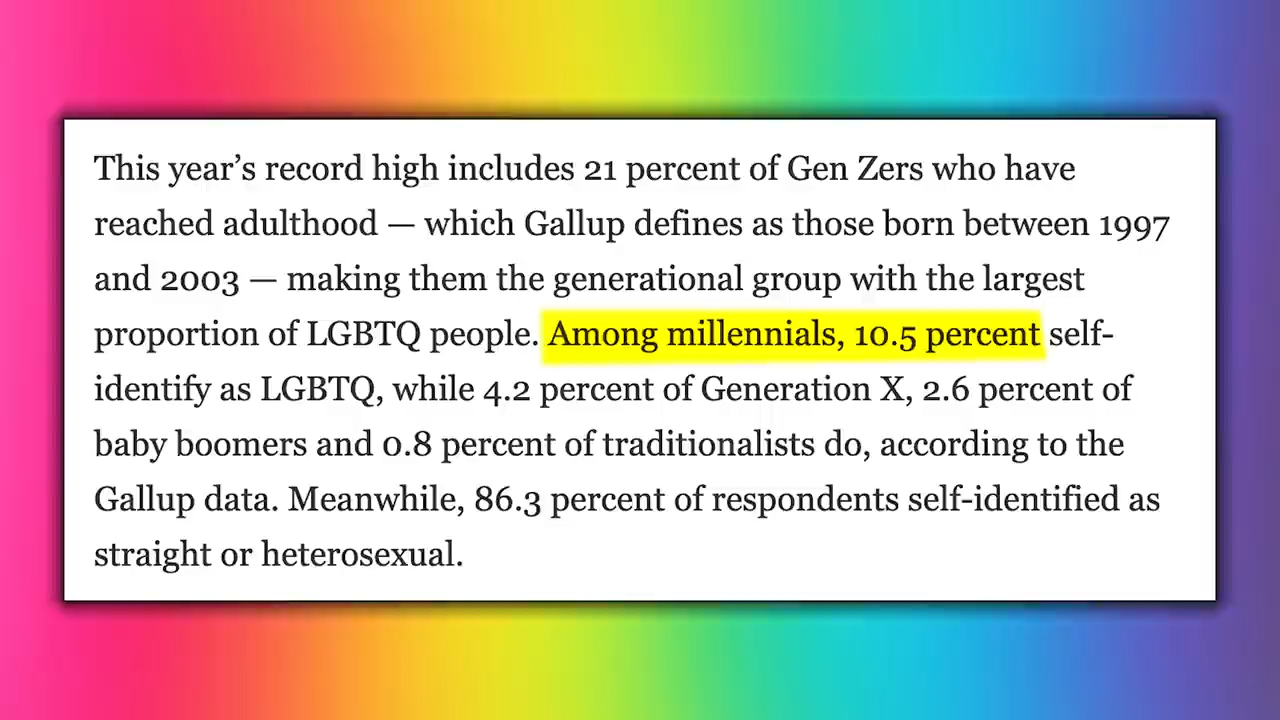 This year’s record high includes 21 percent of Gen Zers who have
reached adulthood — which Gallup defines as those born between 1997
and 2003 — making them the generational group with the largest
proportion of LGBTQ people. Among millennials, 10.5 percent self-
identify as LGBTQ, while 4.2 percent of Generation X, 2.6 percent of
baby boomers and 0.8 percent of traditionalists do, according to the
Gallup data. Meanwhile, 86.3 percent of respondents self-identified as
straight or heterosexual.